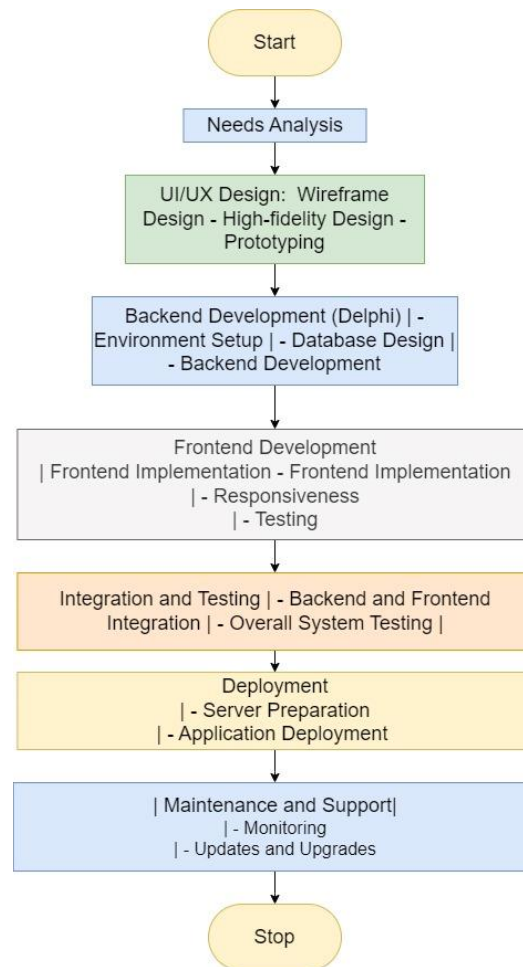 Start
Needs Analysis
UI/UX Design:  Wireframe
Design - High-fidelity Design -
Prototyping
Backend Development (Delphi) | -
Environment Setup | - Database Design |
- Backend Development
Frontend Development
| Frontend Implementation - Frontend Implementation
| - Responsiveness
| - Testing
Integration and Testing | - Backend and Frontend
Integration | - Overall System Testing |
Deployment
| - Server Preparation
| - Application Deployment
| Maintenance and Support|
| - Monitoring
| - Updates and Upgrades
Stop